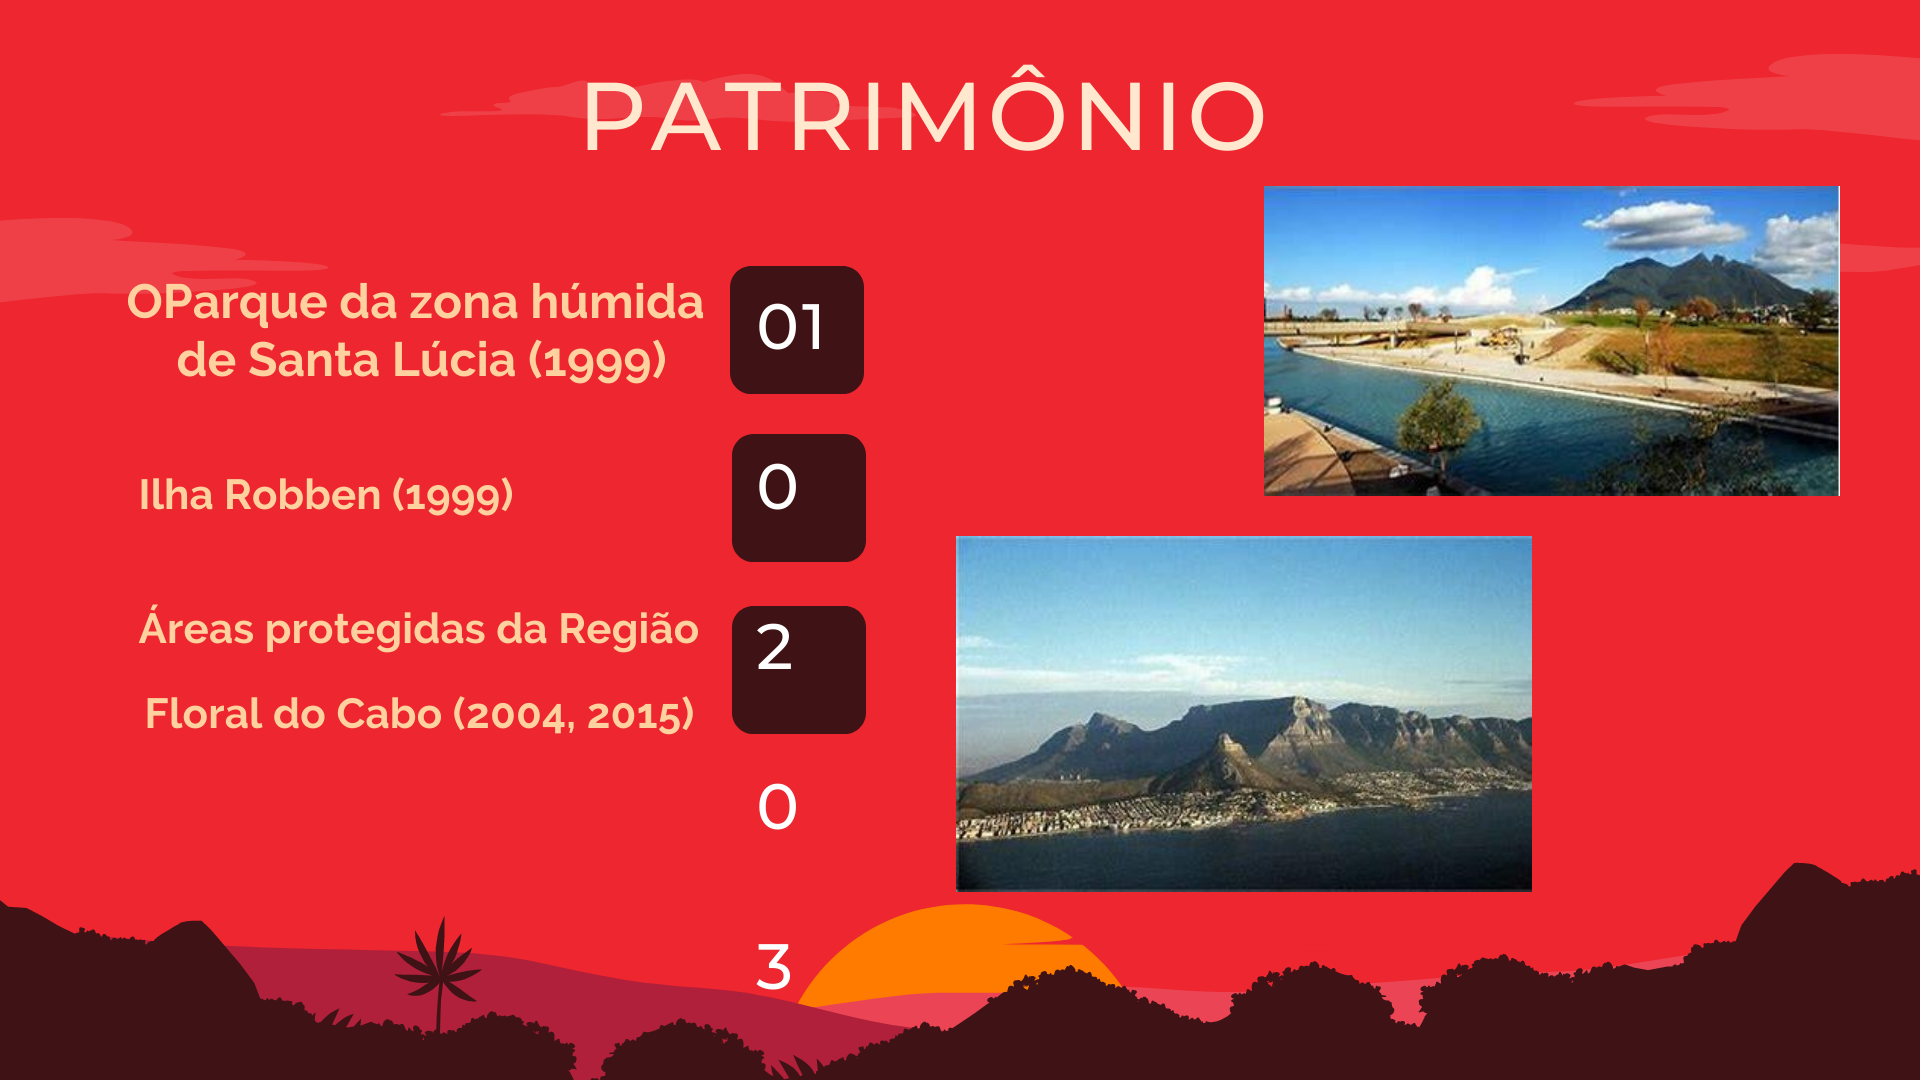 PATRIMÔNIO
OParque da zona húmida
de Santa Lúcia (1999)
01
Ilha Robben (1999)
0
Áreas protegidas da Região
2
Floral do Cabo (2004, 2015)
0
3